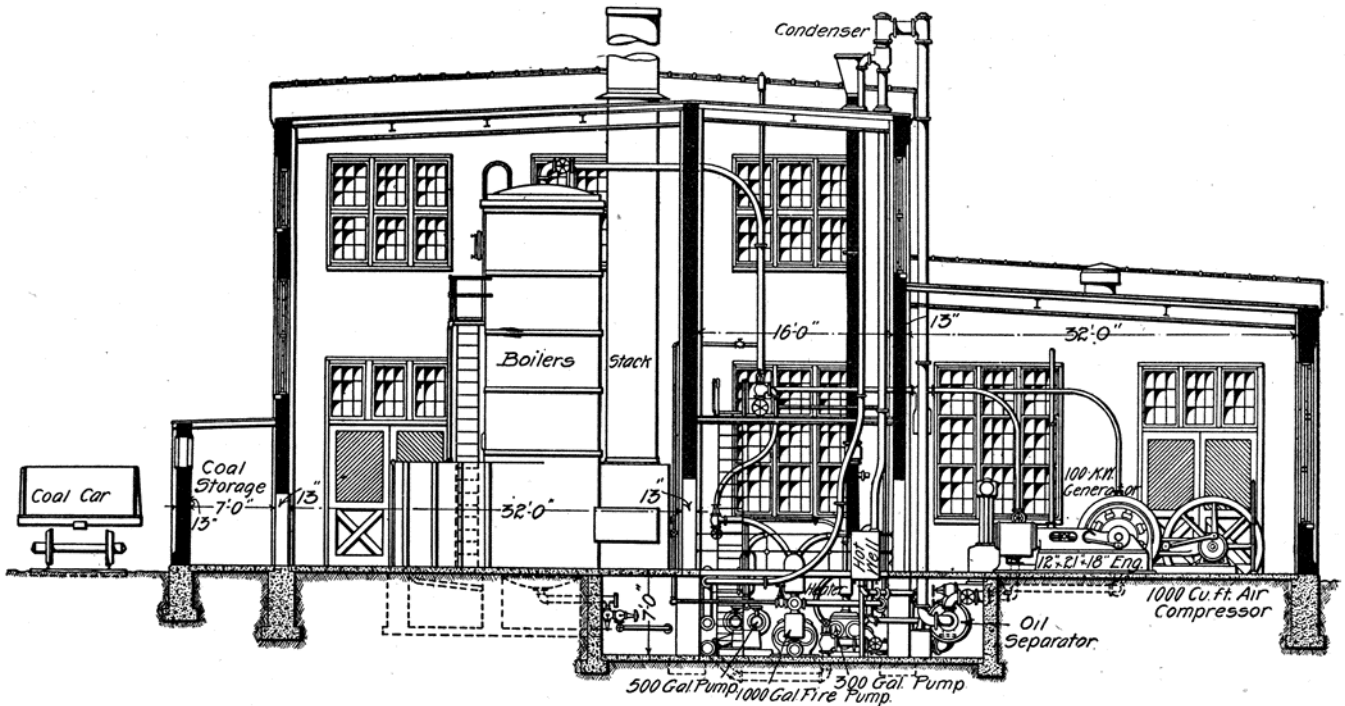 Condenser
16'-0"
13"
32'-0"
Boilers
Stack
Coal
Storage
Coal Car
7'-0"
13"
13"
32'-0"
13"
100-K.W.
Generator
Hot Well
12"-21"-18" Eng.
Heater
7'-0"
1000 Cu.ft. Air
Compressor
Oil
Separator
500 Gal. Pump
1000 Gal Fire Pump.
300 Gal. Pump